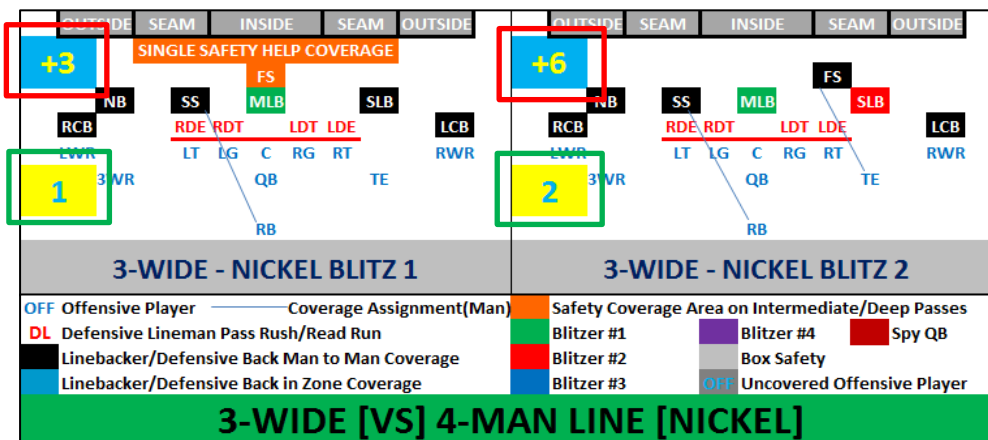 OUTSIDE SEAM INSIDE SEAM OUTSIDE
SINGLE SAFETY HELP COVERAGE
+3
FS
NB SS MLB SLB
RCB RDE RDT LDT LDE LCB
LWR LT LG C RG RT RWR
1 3WR QB TE
RB
3-WIDE - NICKEL BLITZ 1
OUTSIDE SEAM INSIDE SEAM OUTSIDE
+6
FS
NB SS MLB SLB
RCB RDE RDT LDT LDE LCB
LWR LT LG C RG RT RWR
2 3WR QB TE
RB
3-WIDE - NICKEL BLITZ 2
OFF Offensive Player Coverage Assignment(Man)
DL Defensive Lineman Pass Rush/Read Run
Linebacker/Defensive Back Man to Man Coverage
Linebacker/Defensive Back in Zone Coverage
Safety Coverage Area on Intermediate/Deep Passes
Blitzer #1 Blitzer #4 Spy QB
Blitzer #2 Box Safety
Blitzer #3 OFF Uncovered Offensive Player
3-WIDE [VS] 4-MAN LINE [NICKEL]